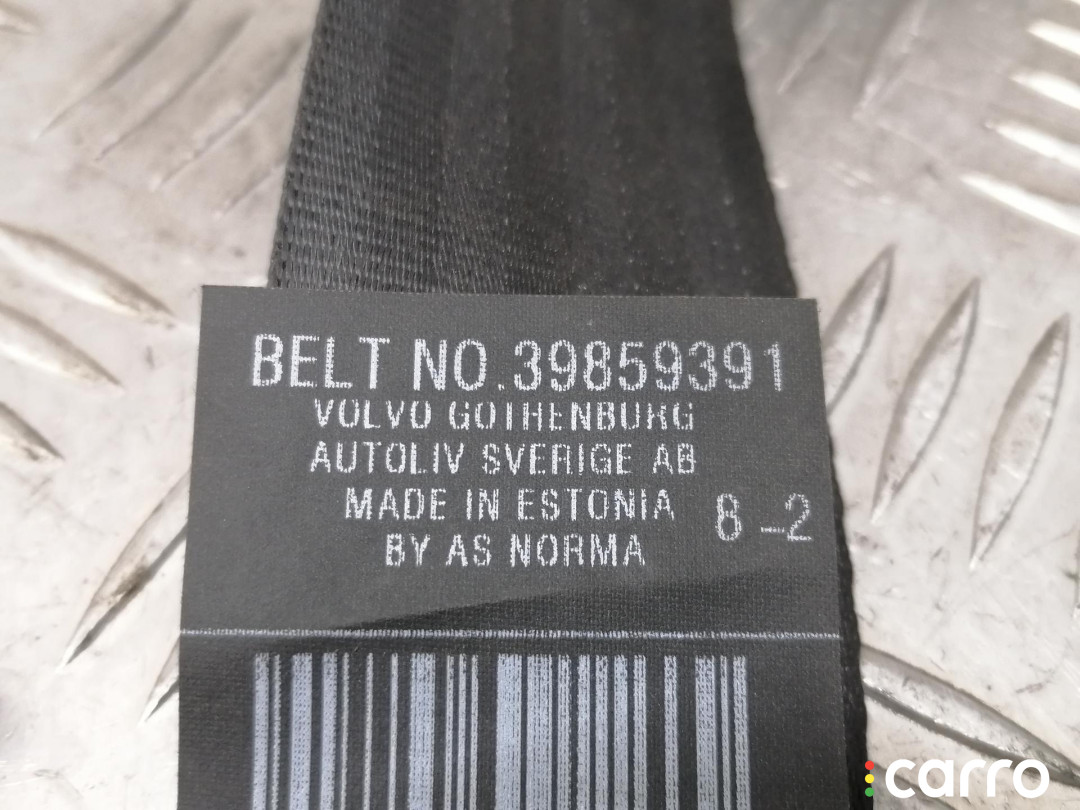 BELT NO.39859391
VOLVO GOTHENBURG
AUTOLIV SVERIGE AB
MADE IN ESTONIA 8-2
BY AS NORMA
carro